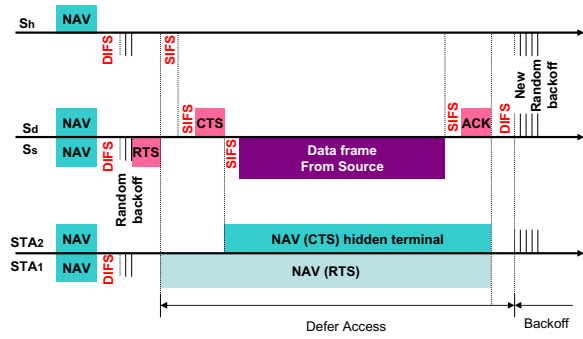 Sh
NAV
DIFS
SIFS
New
Random
backoff
Sd
NAV
SIFS
CTS
SIFS
ACK
DIFS
Ss
NAV
DIFS
Random
backoff
RTS
SIFS
Data frame
From Source
STA2
NAV
NAV (CTS) hidden terminal
STA1
NAV
DIFS
NAV (RTS)
Defer Access
Backoff